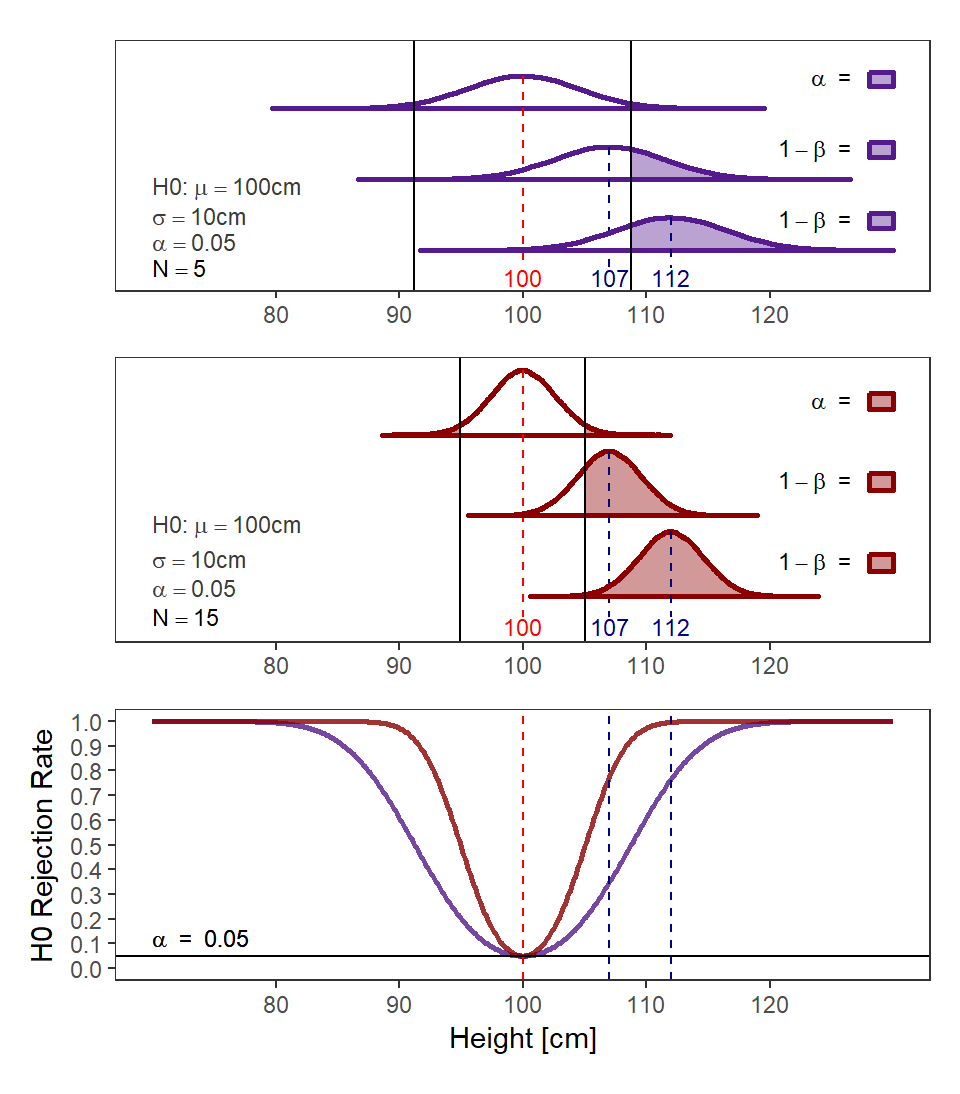 α =
1 – β =
H0: μ = 100cm
σ = 10cm
1 – β =
α = 0.05
N = 5
100 107 112
80 90 100 110 120
α =
1 – β =
H0: μ = 100cm
σ = 10cm
1 – β =
α = 0.05
N = 15
100 107 112
80 90 100 110 120
H0 Rejection Rate
1.0
0.9
0.8
0.7
0.6
0.5
0.4
0.3
0.2
0.1
0.0
α = 0.05
80 90 100 110 120
Height [cm]